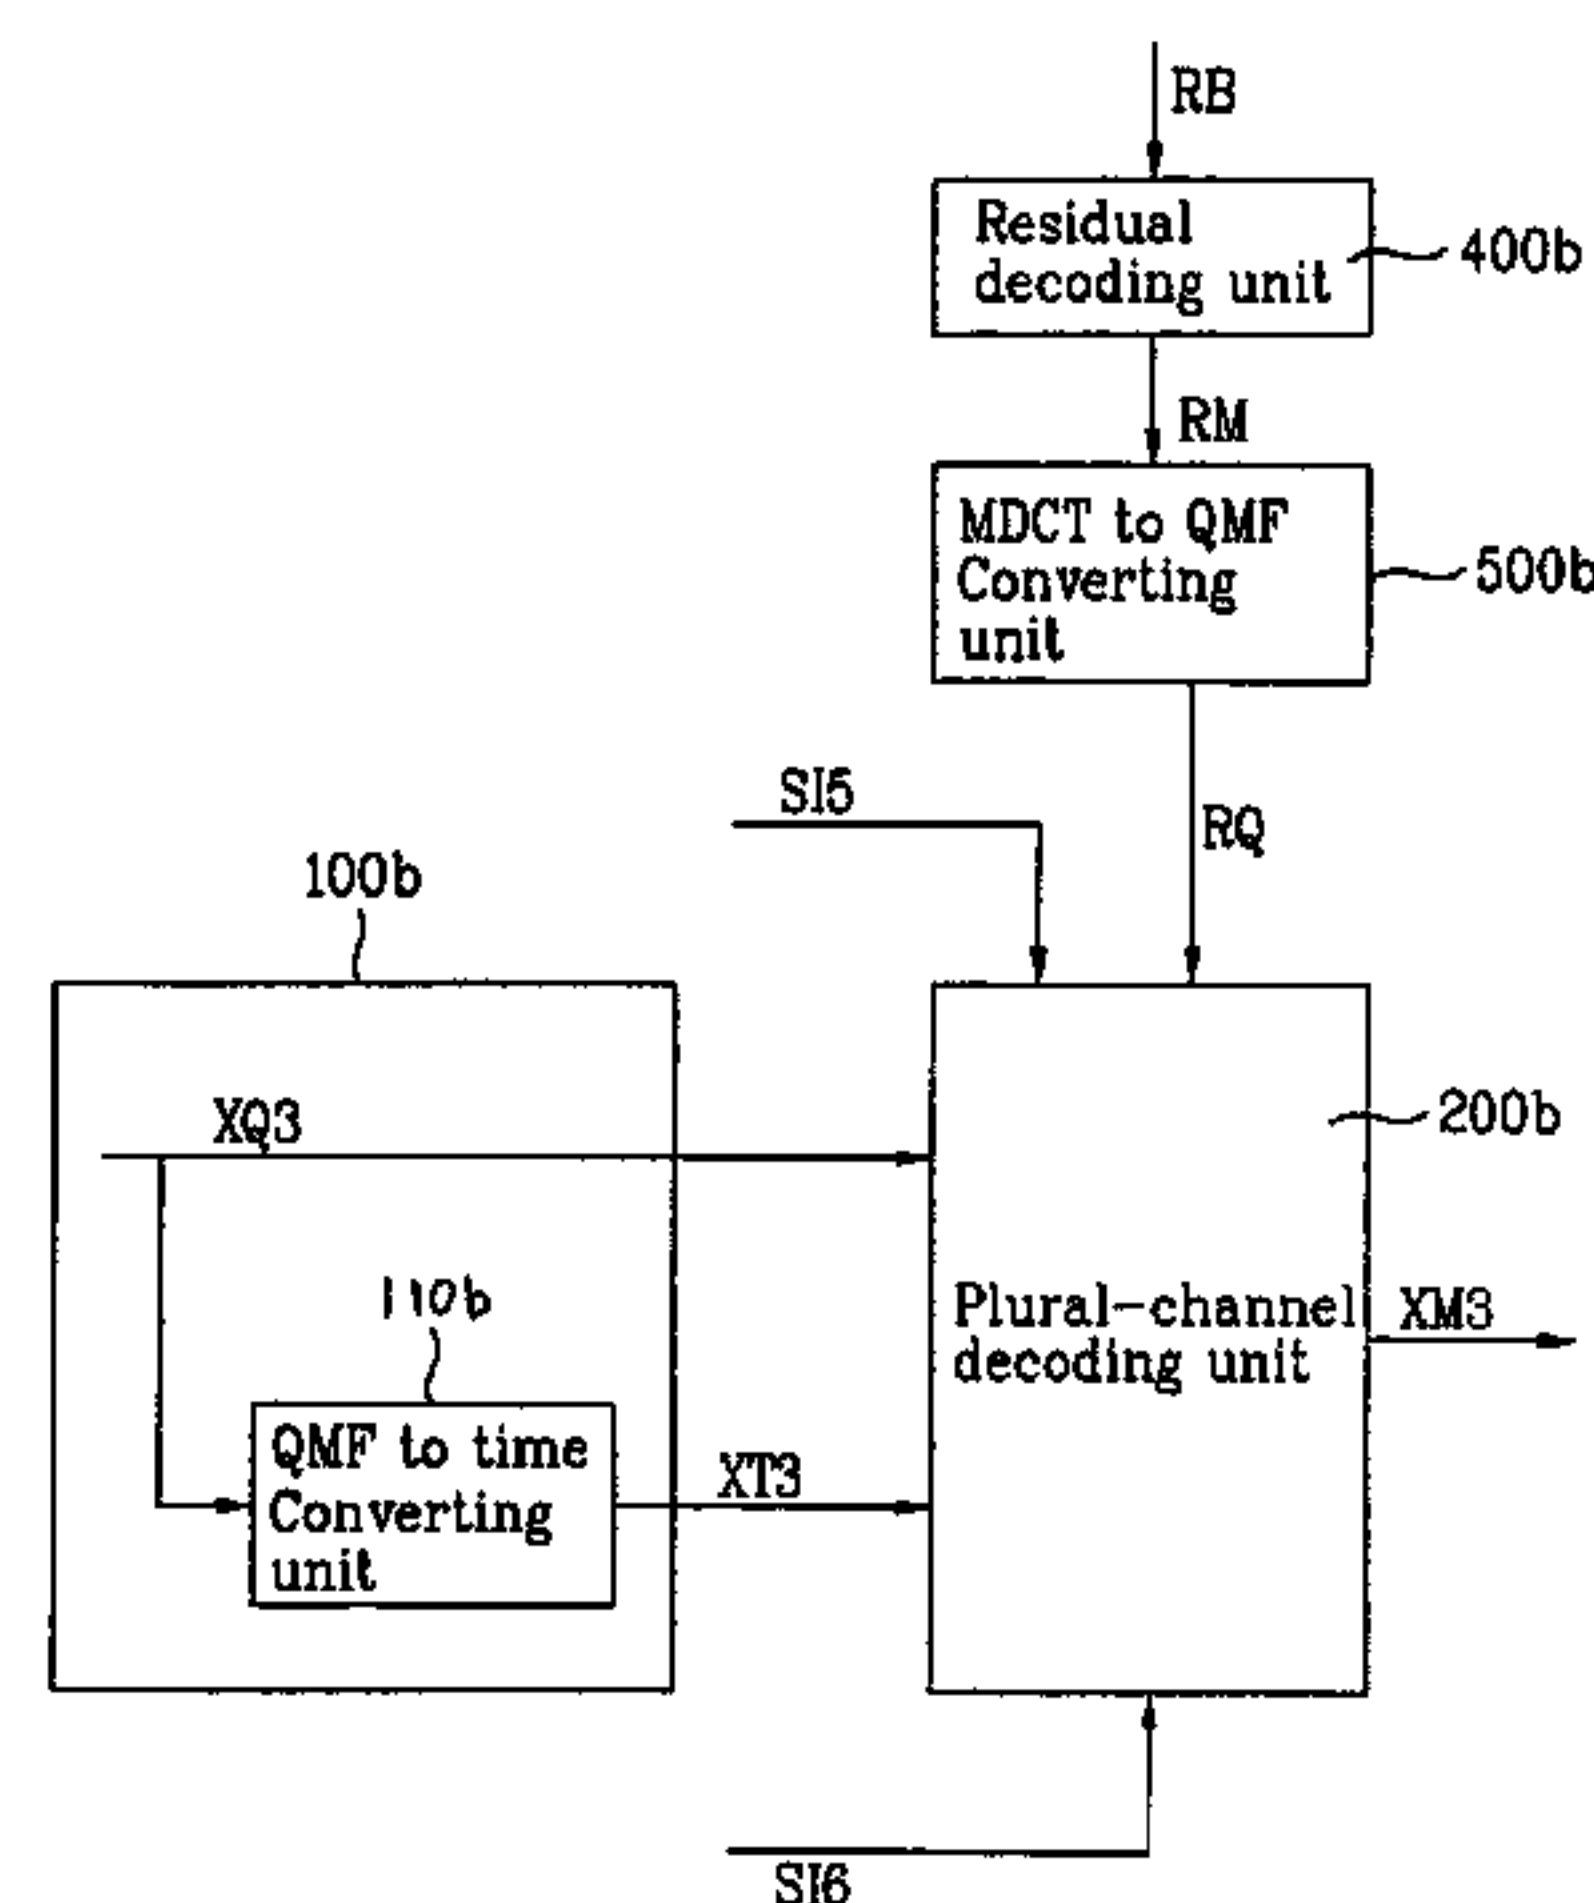 RB
Residual
decoding unit
400b
RM
MDCT to QMF
Converting
unit
500b
SI5
RQ
100b
XQ3
200b
110b
Plural-channel
decoding unit
XM3
QMF to time
Converting
unit
XT3
SI6